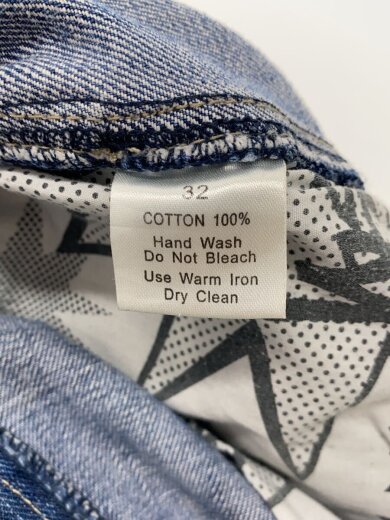 32
COTTON 100%
Hand Wash
Do Not Bleach
Use Warm Iron
Dry Clean